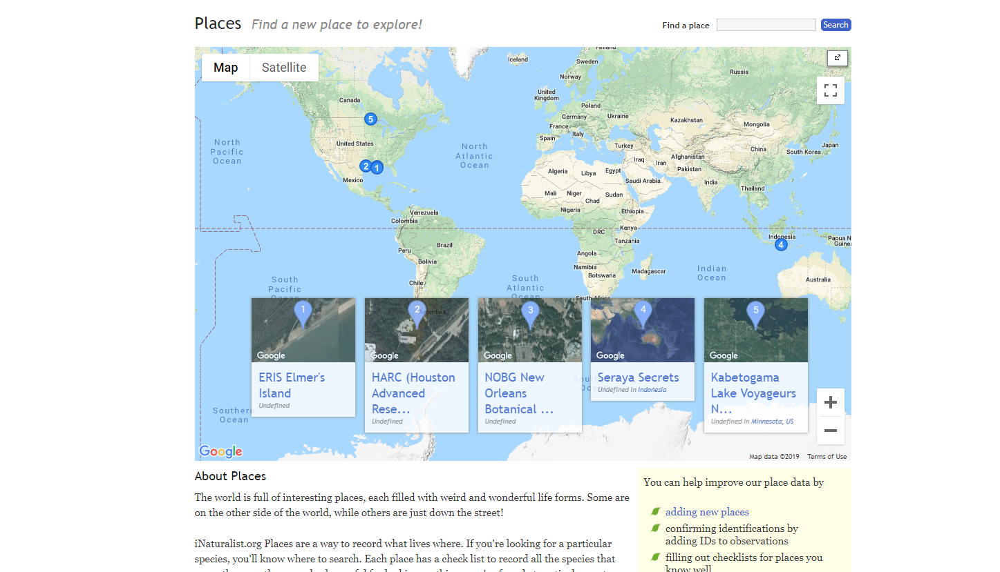 Places Find a new place to explore!
Find a place Search
Map Satellite
Iceland
Finland
Sweden
Norway
Russia
United
Kingdom
Canada
Poland
Germany
Ukraine
France
Kazakhstan
Mongolia
5
Italy
Spain
Turkey
United States
North
Pacific
Ocean
North
Atlantic
Ocean
China
South Korea
Japan
Iraq
Iran
Afghanistan
Pakistan
2
1
Mexico
Algeria
Libya
Egypt
Saudi Arabia
India
Thailand
Mali
Niger
Chad
Sudan
Nigeria
Ethiopia
Venezuela
Colombia
DRC
Kenya
Tanzania
Indonesia
4
Papua N
Guine
Brazil
Peru
Bolivia
Angola
Namibia
Botswana
Madagascar
Indian
Ocean
Chile
South
Pacific
Ocean
South
Atlantic
Ocean
South Africa
Australia
Argentina
1
Google
ERIS Elmer's
Island
Undefined
2
Google
HARC (Houston
Advanced
Rese...
Undefined
3
Google
NOBG New
Orleans
Botanical ...
Undefined
4
Google
Seraya Secrets
Undefined In Indonesia
5
Google
Kabetogama
Lake Voyageurs
N...
Undefined In Minnesota, US
Southern
Ocean
+
−
Google
Map data ©2019 Terms of Use
About Places
The world is full of interesting places, each filled with weird and wonderful life forms. Some are
on the other side of the world, while others are just down the street!
iNaturalist.org Places are a way to record what lives where. If you're looking for a particular
species, you'll know where to search. Each place has a check list to record all the species that
You can help improve our place data by
adding new places
confirming identifications by
adding IDs to observations
filling out checklists for places you
know well